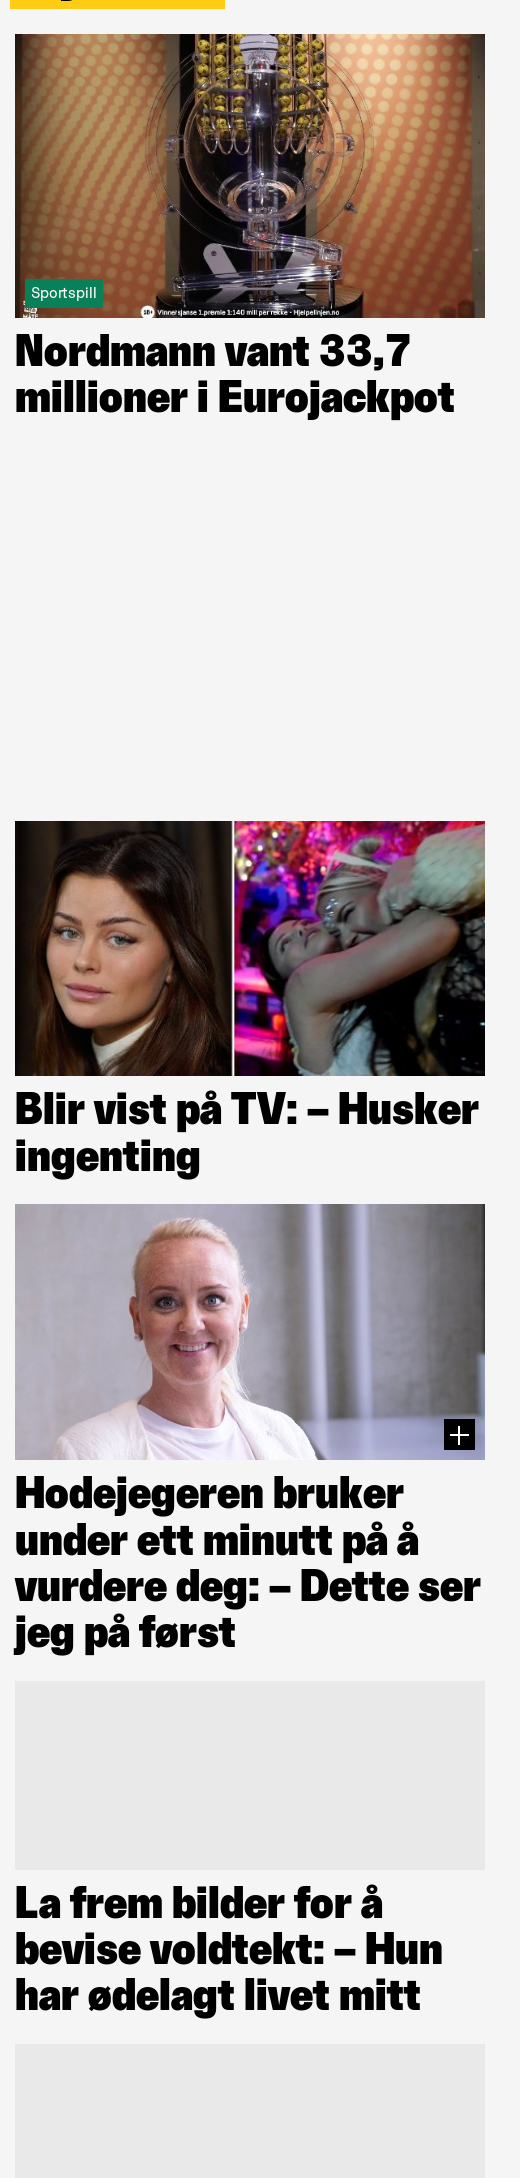 Sportspill
18+ Vinnersjanse 1.premie 1:140 mill per rekke - Hjelpelinjen.no
Nordmann vant 33,7
millioner i Eurojackpot
Blir vist på TV: – Husker
ingenting
Hodejegeren bruker
under ett minutt på å
vurdere deg: – Dette ser
jeg på først
La frem bilder for å
bevise voldtekt: – Hun
har ødelagt livet mitt